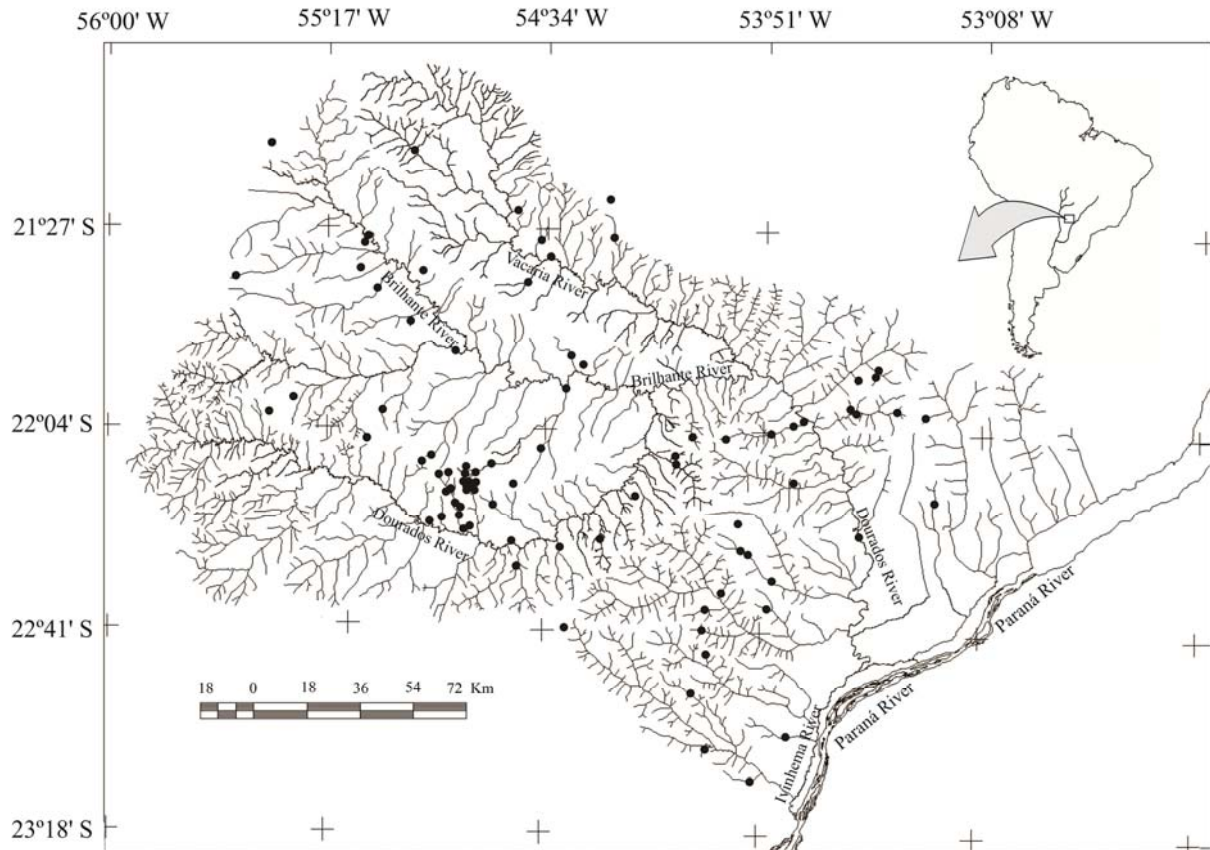 56º00' W 55º17' W 54º34' W 53º51' W 53º08' W
21º27' S
Vacaria River
Brilhante River
Brilhante River
22º04' S
Dourados River
Dourados River
22º41' S
Paraná River
18 0 18 36 54 72 Km
Ivinhema River
Paraná River
23º18' S